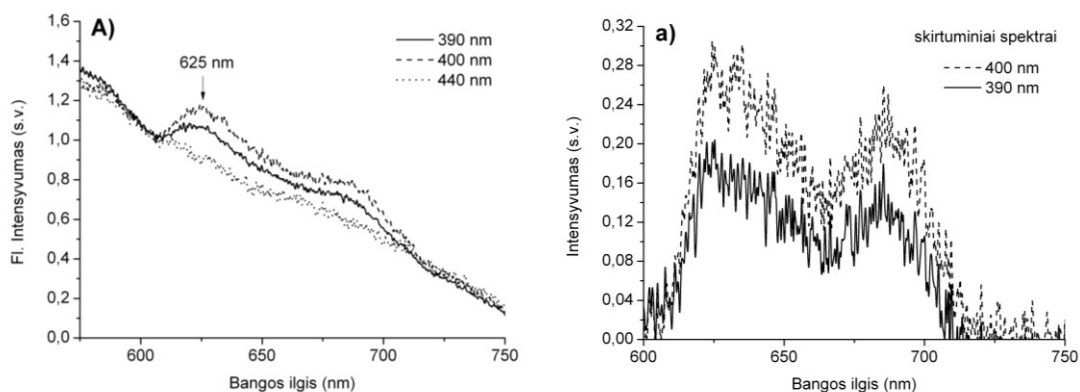 A)
390 nm
400 nm
440 nm
625 nm
Fl. Intensyvumas (s.v.)
1,6
1,4
1,2
1,0
0,8
0,6
0,4
0,2
0,0
600
650
700
750
Bangos ilgis (nm)
a)
skirtuminiai spektrai
400 nm
390 nm
Intensyvumas (s.v.)
0,32
0,28
0,24
0,20
0,16
0,12
0,08
0,04
0,00
600
650
700
750
Bangos ilgis (nm)